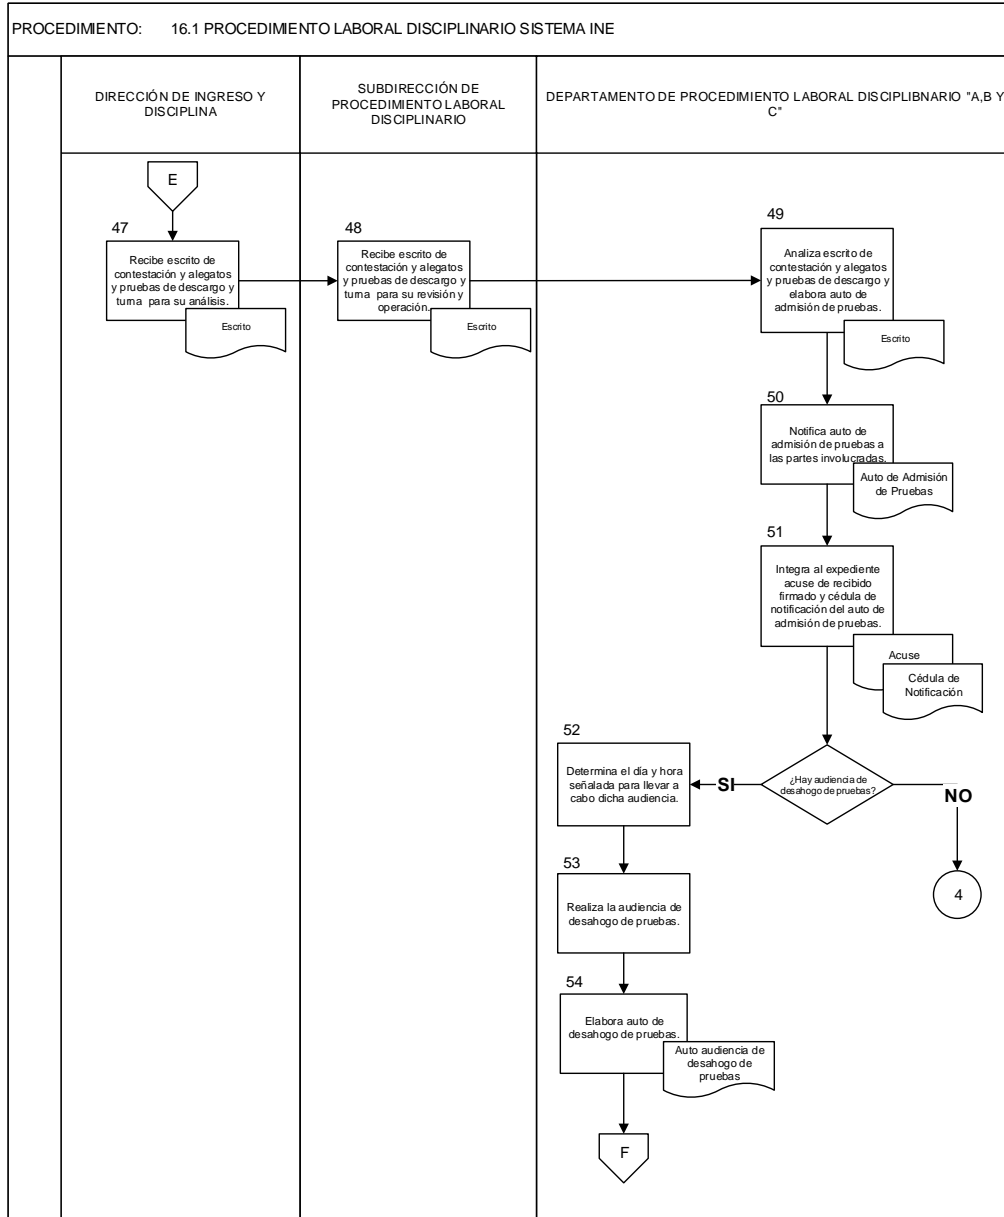 PROCEDIMIENTO: 16.1 PROCEDIMIENTO LABORAL DISCIPLINARIO SISTEMA INE
DIRECCIÓN DE INGRESO Y
DISCIPLINA
SUBDIRECCIÓN DE
PROCEDIMIENTO LABORAL
DISCIPLINARIO
DEPARTAMENTO DE PROCEDIMIENTO LABORAL DISCIPLIBNARIO "A,B Y
C"
E
47
Recibe escrito de
contestación y alegatos
y pruebas de descargo y
turna para su análisis.
Escrito
48
Recibe escrito de
contestación y alegatos
y pruebas de descargo y
turna para su revisión y
operación.
Escrito
49
Analiza escrito de
contestación y alegatos
y pruebas de descargo y
elabora auto de
admisión de pruebas.
Escrito
50
Notifica auto de
admisión de pruebas a
las partes involucradas.
Auto de Admisión
de Pruebas
51
Integra al expediente
acuse de recibido
firmado y cédula de
notificación del auto de
admisión de pruebas.
Acuse
Cédula de
Notificación
¿Hay audiencia de
desahogo de pruebas?
SI
NO
4
52
Determina el día y hora
señalada para llevar a
cabo dicha audiencia.
53
Realiza la audiencia de
desahogo de pruebas.
54
Elabora auto de
desahogo de pruebas.
Auto audiencia de
desahogo de
pruebas
F